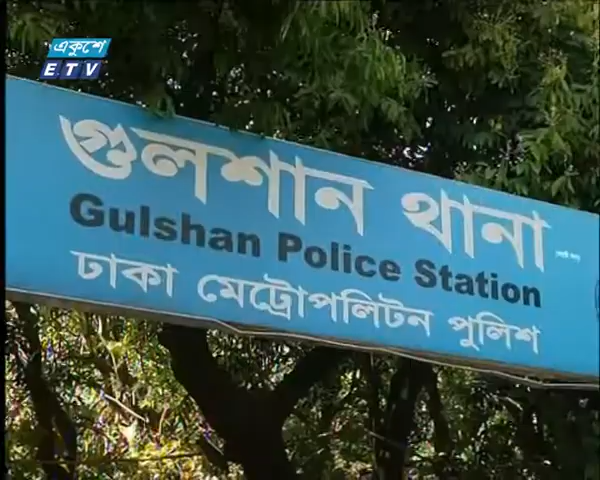 একুশে
ETV
গুলশান থানা
Gulshan Police Station
ঢাকা মেট্রোপলিটন পুলিশ